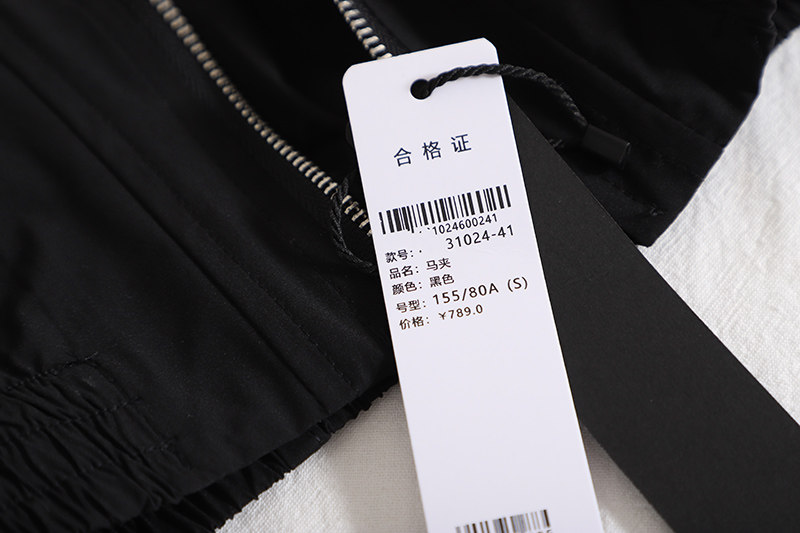 合格证
1024600241
款号: 31024-41
品名: 马夹
颜色: 黑色
号型: 155/80A (S)
价格: ¥789.0